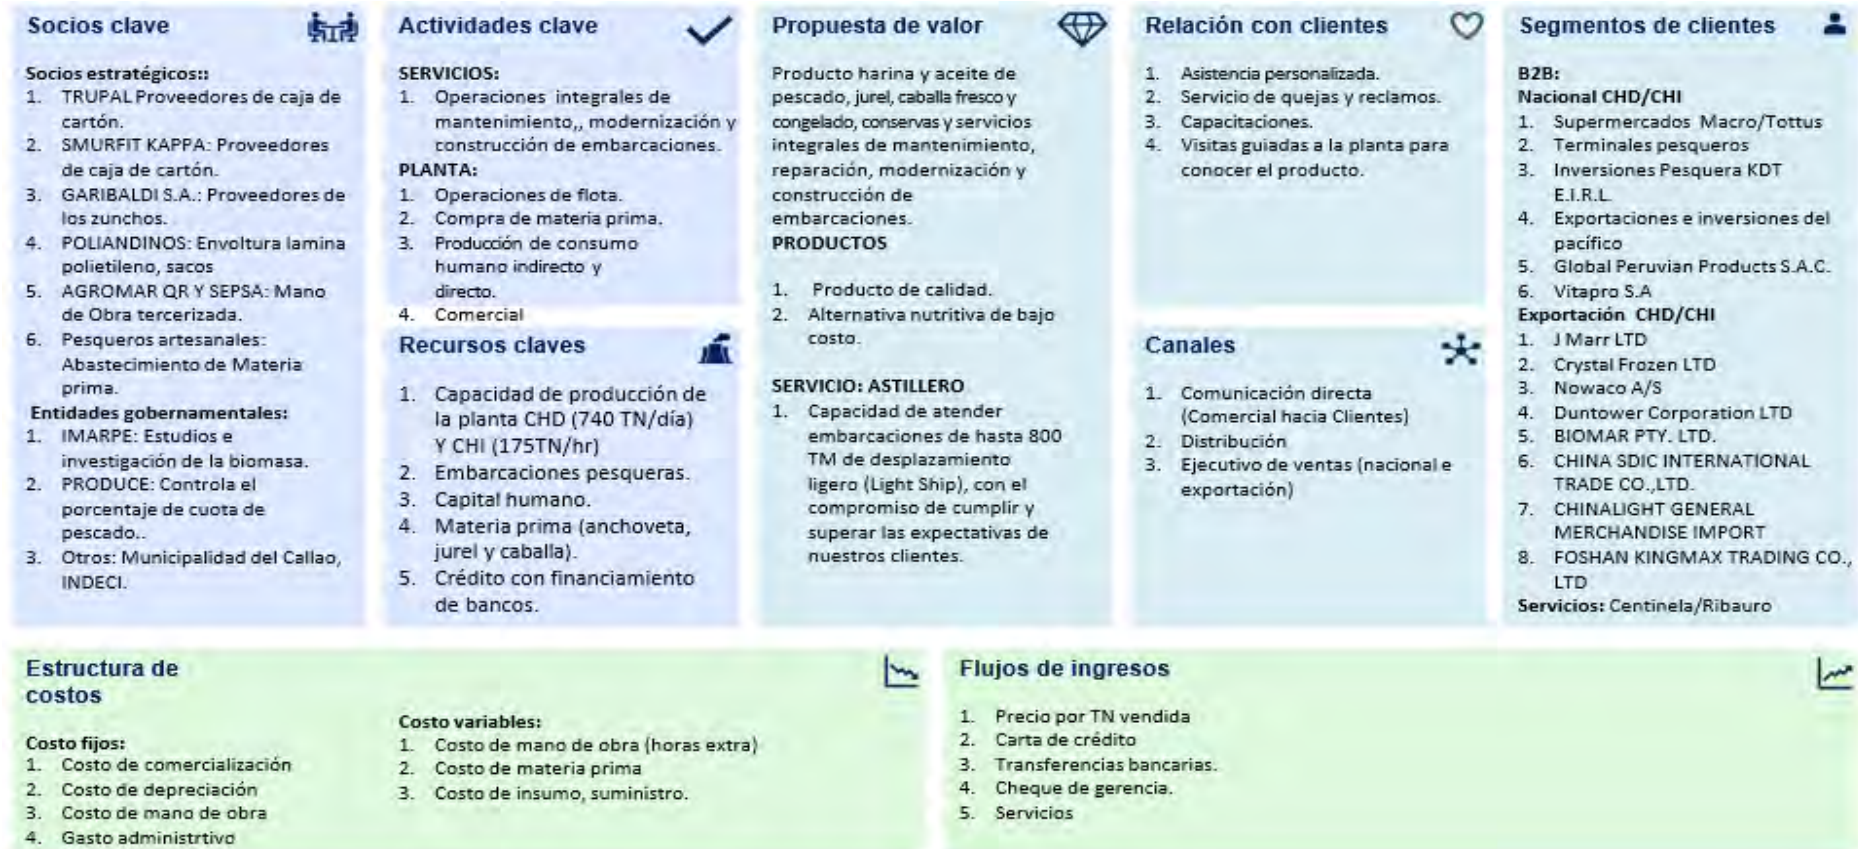 Socios clave
Socios estratégicos::
1. TRUPAL Proveedores de caja de
cartón.
2. SMURFIT KAPPA: Proveedores
de caja de cartón.
3. GARIBALDI S.A.: Proveedores de
los zunchos.
4. POLIANDINOS: Envoltura lamina
polietileno, sacos
5. AGROMAR QR Y SEPSA: Mano
de Obra tercerizada.
6. Pesqueros artesanales:
Abastecimiento de Materia
prima.
Entidades gobernamentales:
1. IMARPE: Estudios e
investigación de la biomasa.
2. PRODUCE: Controla el
porcentaje de cuota de
pescado..
3. Otros: Municipalidad del Callao,
INDECI.
Actividades clave
SERVICIOS:
1. Operaciones integrales de
mantenimiento,, modernización y
construcción de embarcaciones.
PLANTA:
1. Operaciones de flota.
2. Compra de materia prima.
3. Producción de consumo
humano indirecto y
directo.
4. Comercial
Recursos claves
1. Capacidad de producción de
la planta CHD (740 TN/día)
Y CHI (175TN/hr)
2. Embarcaciones pesqueras.
3. Capital humano.
4. Materia prima (anchoveta,
jurel y caballa).
5. Crédito con financiamiento
de bancos.
Propuesta de valor
Producto harina y aceite de
pescado, jurel, caballa fresco y
congelado, conservas y servicios
integrales de mantenimiento,
reparación, modernización y
construcción de
embarcaciones.
PRODUCTOS
1. Producto de calidad.
2. Alternativa nutritiva de bajo
costo.
SERVICIO: ASTILLERO
1. Capacidad de atender
embarcaciones de hasta 800
TM de desplazamiento
ligero (Light Ship), con el
compromiso de cumplir y
superar las expectativas de
nuestros clientes.
Relación con clientes
1. Asistencia personalizada.
2. Servicio de quejas y reclamos.
3. Capacitaciones.
4. Visitas guiadas a la planta para
conocer el producto.
Canales
1. Comunicación directa
(Comercial hacia Clientes)
2. Distribución
3. Ejecutivo de ventas (nacional e
exportación)
Segmentos de clientes
B2B:
Nacional CHD/CHI
1. Supermercados Macro/Tottus
2. Terminales pesqueros
3. Inversiones Pesquera KDT
E.I.R.L.
4. Exportaciones e inversiones del
pacífico
5. Global Peruvian Products S.A.C.
6. Vitapro S.A
Exportación CHD/CHI
1. J Marr LTD
2. Crystal Frozen LTD
3. Nowaco A/S
4. Duntower Corporation LTD
5. BIOMAR PTY. LTD.
6. CHINA SDIC INTERNATIONAL
TRADE CO.,LTD.
7. CHINALIGHT GENERAL
MERCHANDISE IMPORT
8. FOSHAN KINGMAX TRADING CO.,
LTD
Servicios: Centinela/Ribauro
Estructura de
costos
Costo fijos:
1. Costo de comercialización
2. Costo de depreciación
3. Costo de mano de obra
4. Gasto administrtivo
Costo variables:
1. Costo de mano de obra (horas extra)
2. Costo de materia prima
3. Costo de insumo, suministro.
Flujos de ingresos
1. Precio por TN vendida
2. Carta de crédito
3. Transferencias bancarias.
4. Cheque de gerencia.
5. Servicios